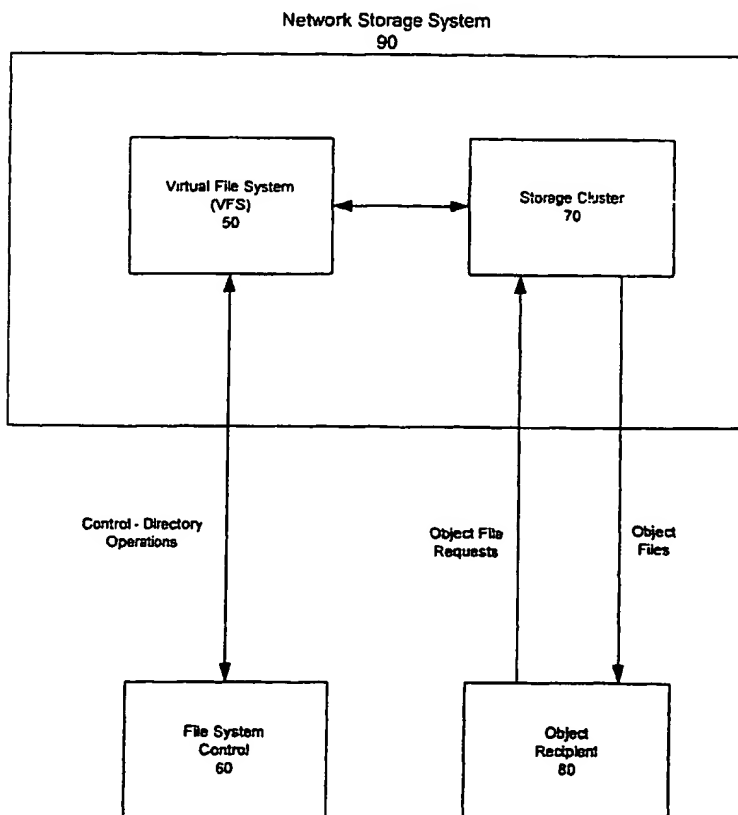 Network Storage System
90
Virtual File System
(VFS)
50
Storage Cluster
70
Control - Directory
Operations
Object File
Requests
Object
Files
File System
Control
60
Object
Recipient
80